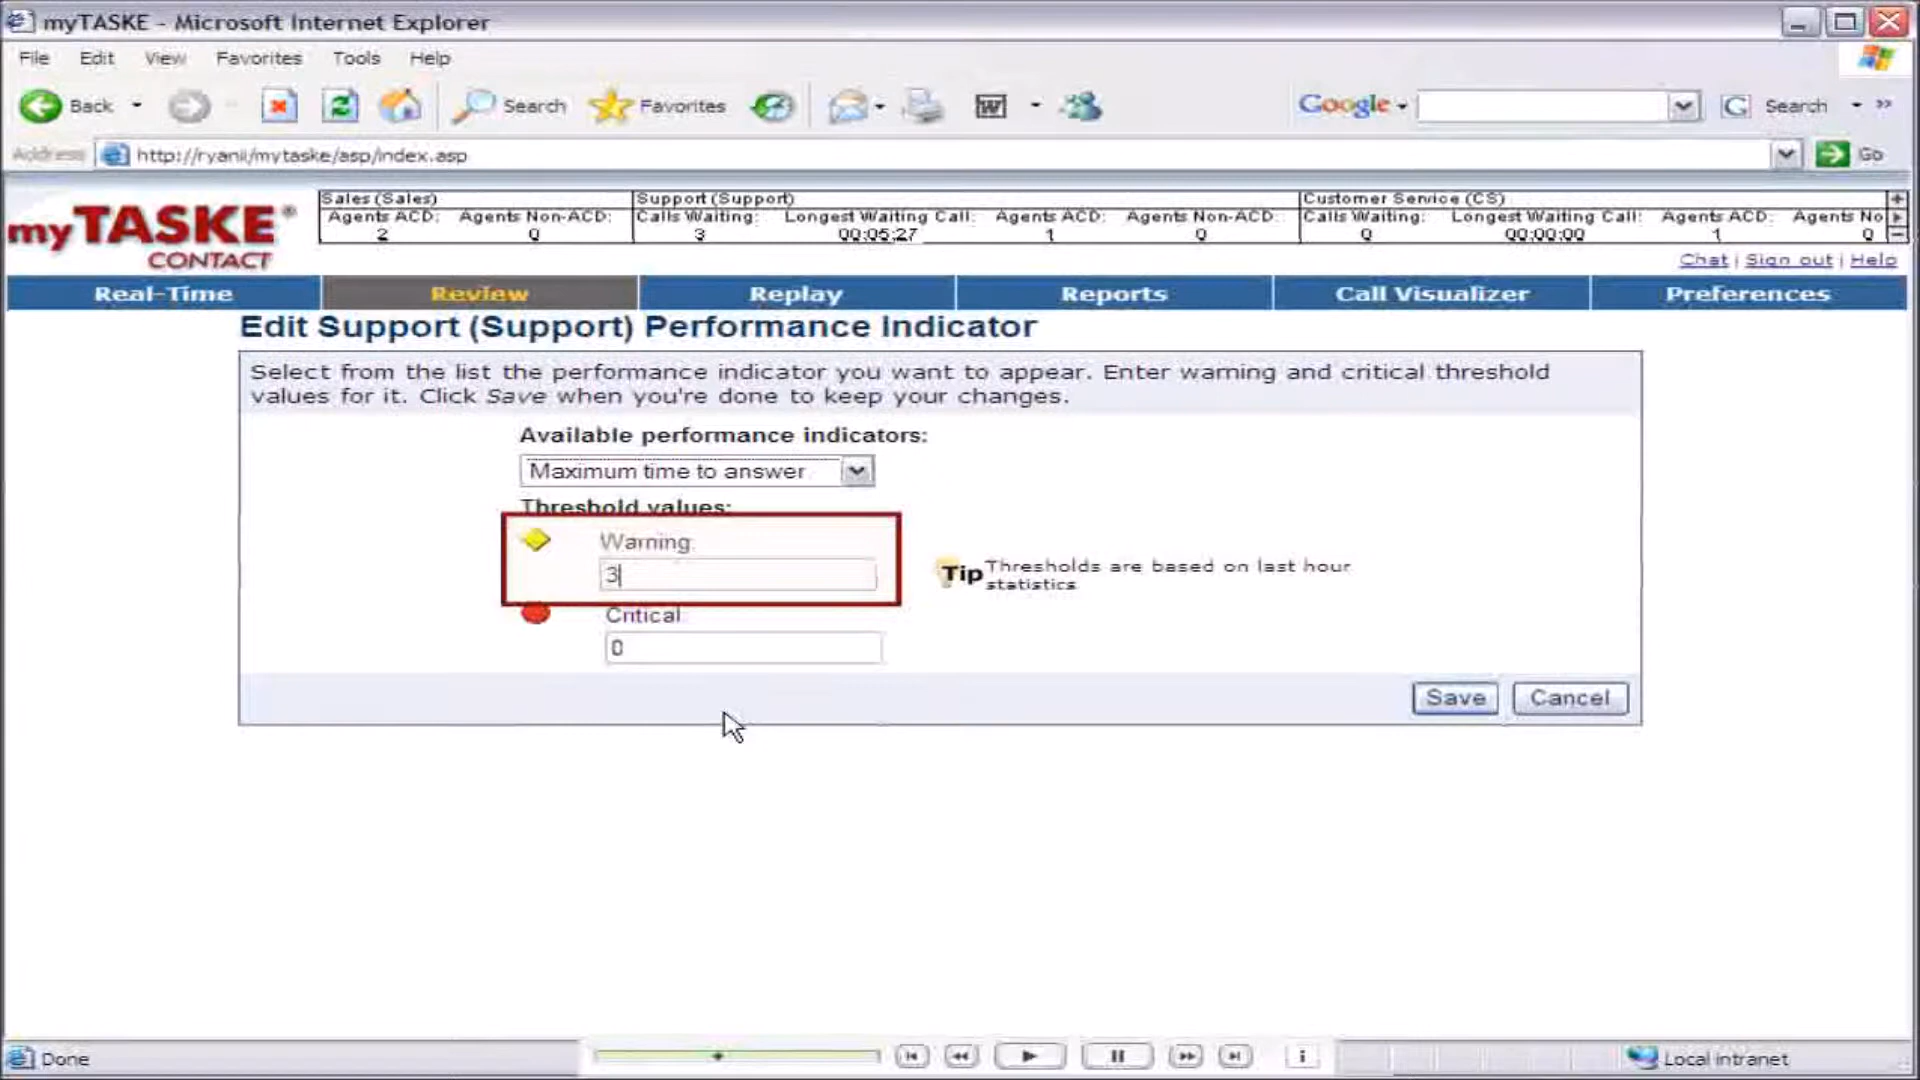 myTASKE - Microsoft Internet Explorer
File Edit View Favorites Tools Help
Back Search Favorites Google Search
Address http://ryanii/mytaske/asp/index.asp Go
myTASKE® CONTACT
Sales (Sales) Support (Support) Customer Service (CS)
Agents ACD: Agents Non-ACD: Calls Waiting: Longest Waiting Call: Agents ACD: Agents Non-ACD: Calls Waiting: Longest Waiting Call: Agents ACD: Agents No
2 0 3 00:05:27 1 0 0 00:00:00 1 0
Chat | Sign out | Help
Real-Time Review Replay Reports Call Visualizer Preferences
Edit Support (Support) Performance Indicator
Select from the list the performance indicator you want to appear. Enter warning and critical threshold
values for it. Click Save when you're done to keep your changes.
Available performance indicators:
Maximum time to answer
Threshold values:
Warning:
3
Tip Thresholds are based on last hour
statistics
Critical
0
Save Cancel
Done Local intranet